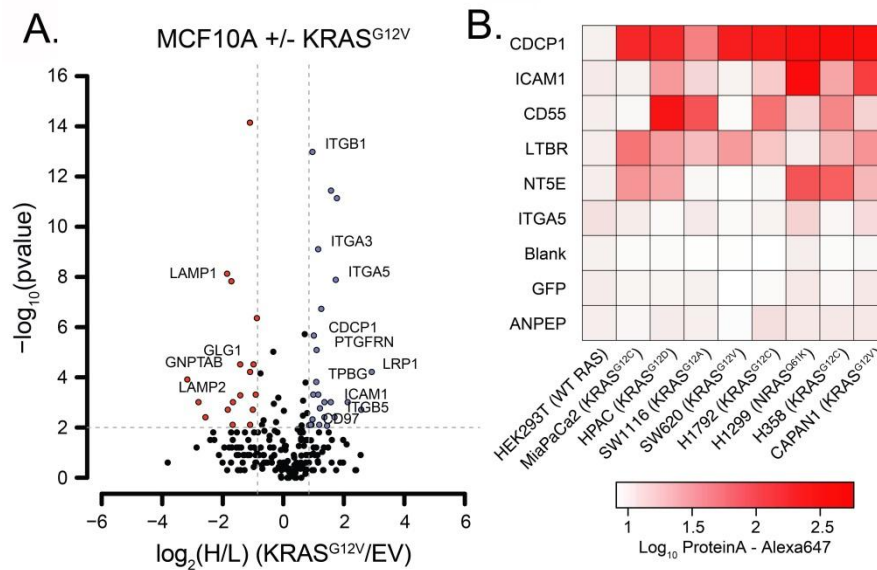 A.
MCF10A +/- KRAS^G12V
16
14
12
10
8
6
4
2
0
−log10(pvalue)
ITGB1
ITGA3
LAMP1
ITGA5
CDCP1
PTGFRN
GLG1
LRP1
GNPTAB
TPBG
LAMP2
ICAM1
ITGB5
CD97
−6 −4 −2 0 2 4 6
log2(H/L) (KRAS^G12V/EV)
B.
CDCP1
ICAM1
CD55
LTBR
NT5E
ITGA5
Blank
GFP
ANPEP
HEK293T (WT RAS)
MiaPaCa2 (KRAS^G12C)
HPAC (KRAS^G12D)
SW1116 (KRAS^G12A)
SW620 (KRAS^G12V)
H1792 (KRAS^G12C)
H1299 (NRAS^Q61K)
H358 (KRAS^G12C)
CAPAN1 (KRAS^G12V)
1 1.5 2 2.5
Log10 ProteinA - Alexa647